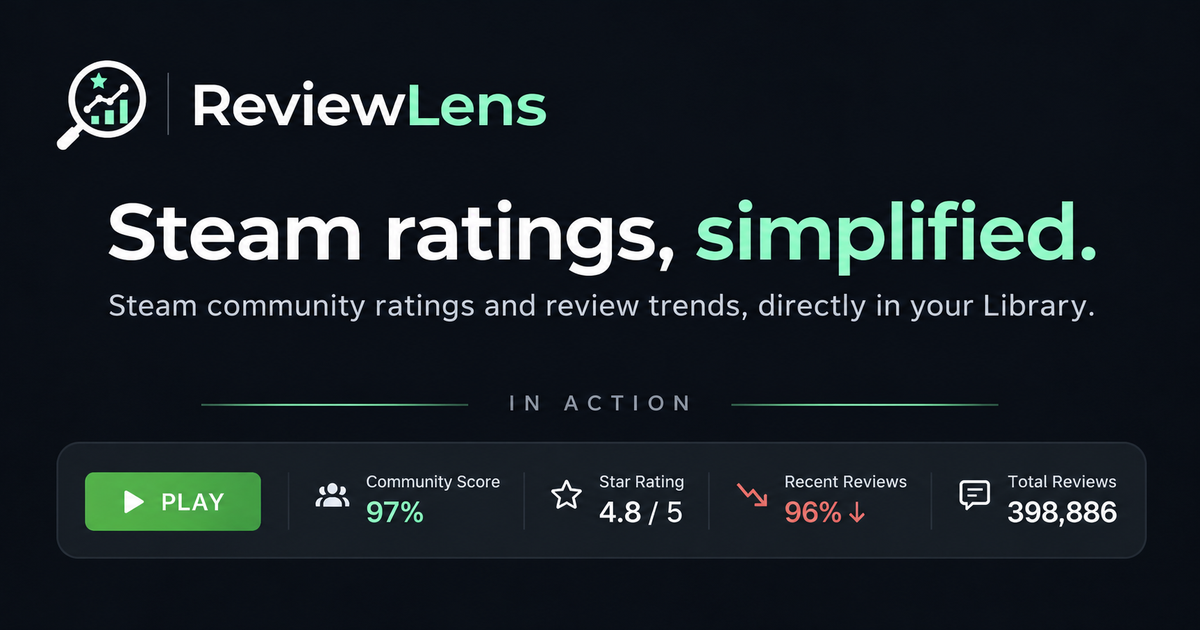 ReviewLens
Steam ratings, simplified.
Steam community ratings and review trends, directly in your Library.
IN ACTION
PLAY
Community Score
97%
Star Rating
4.8 / 5
Recent Reviews
96% ↓
Total Reviews
398,886